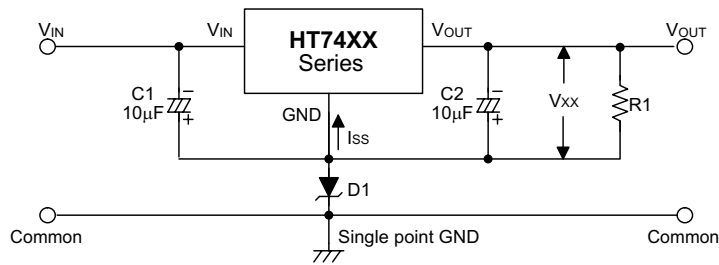 VIN
VIN
HT74XX
Series
VOUT
VOUT
C1
10μF
−
+
GND
ISS
C2
10μF
−
+
VXX
R1
D1
Common
Single point GND
Common